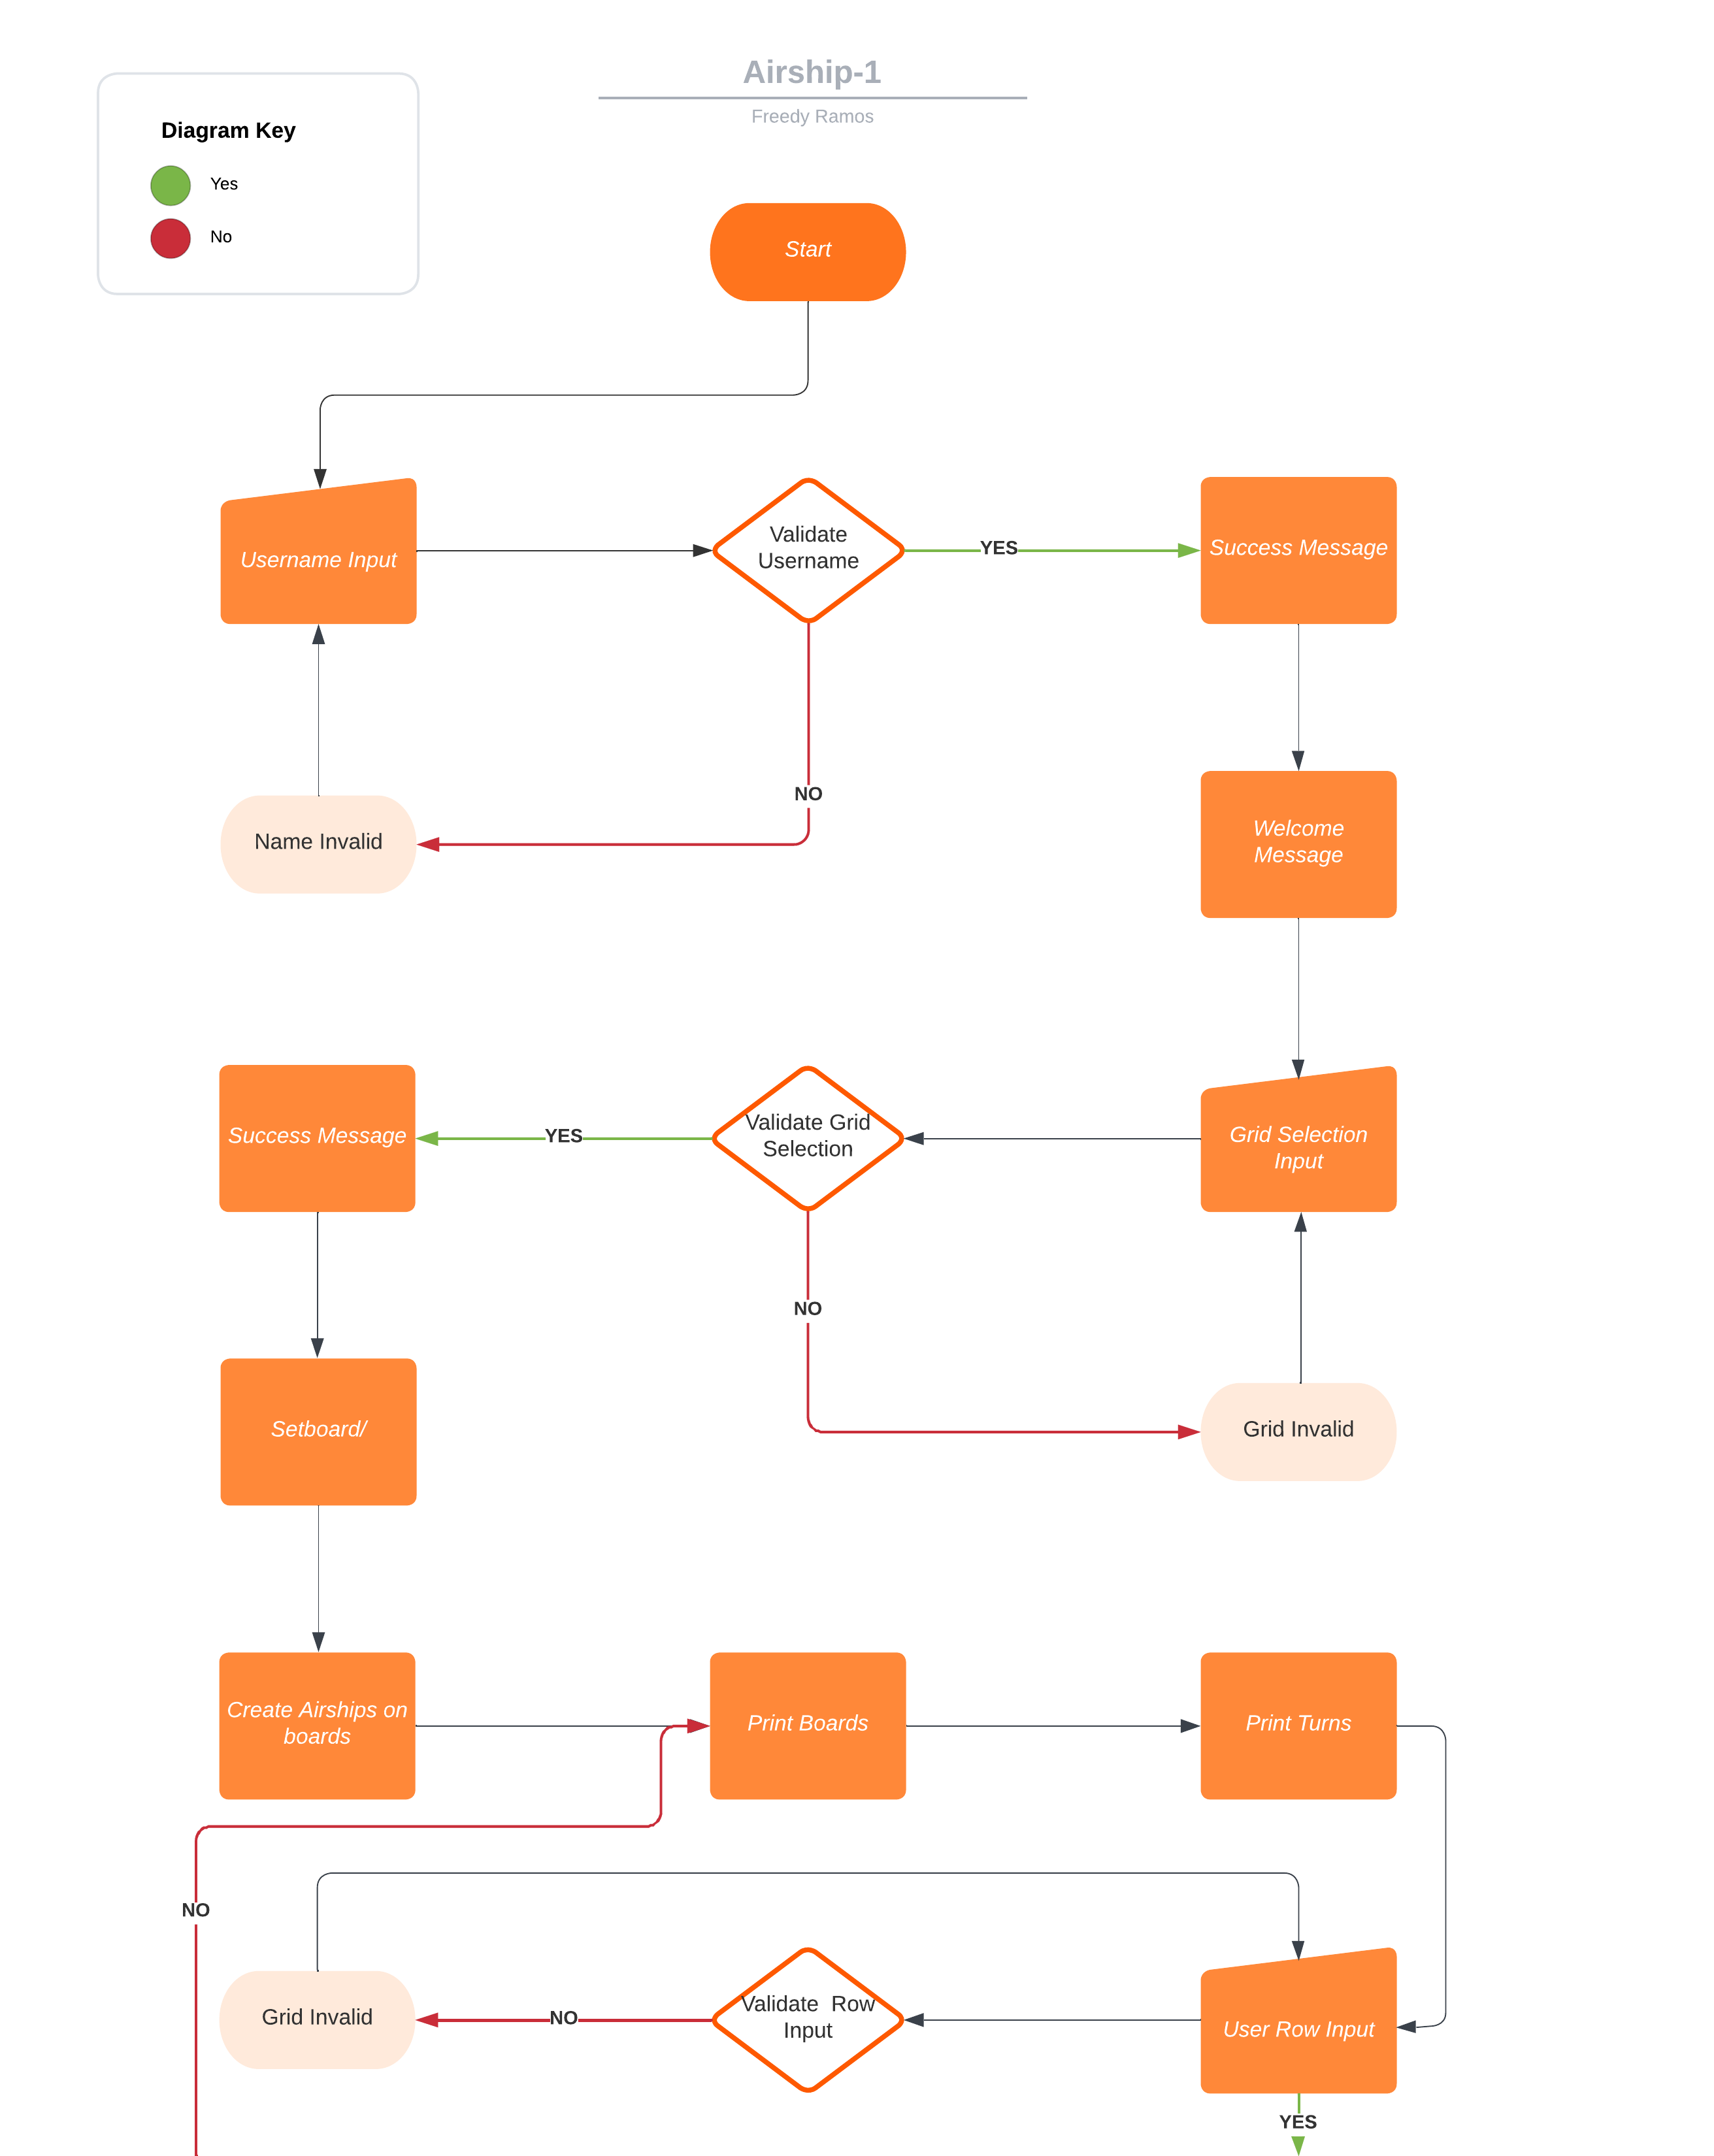 Airship-1
Freedy Ramos
Diagram Key
Yes
No
Start
Username Input
Validate
Username
YES
Success Message
NO
Name Invalid
Welcome
Message
Success Message
YES
Validate Grid
Selection
Grid Selection
Input
NO
Setboard/
Grid Invalid
Create Airships on
boards
Print Boards
Print Turns
NO
Grid Invalid
NO
Validate  Row
Input
User Row Input
YES